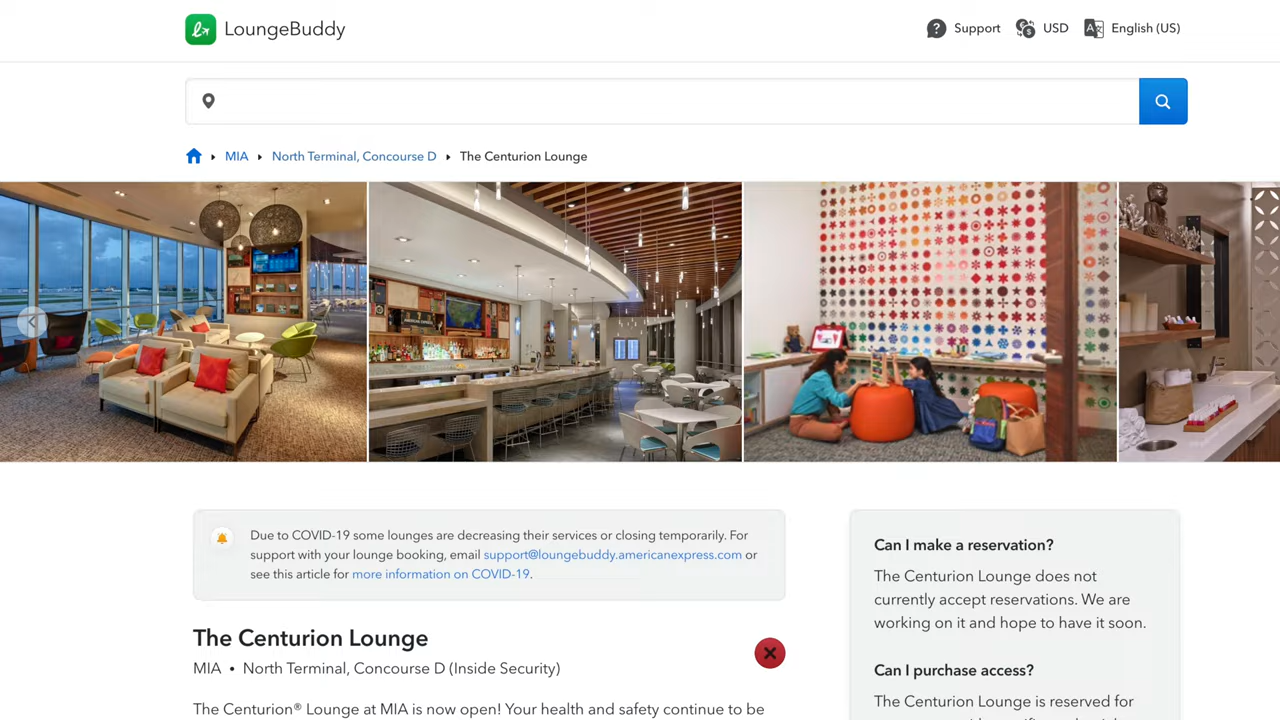 LoungeBuddy
Support
USD
English (US)
MIA
North Terminal, Concourse D
The Centurion Lounge
Due to COVID-19 some lounges are decreasing their services or closing temporarily. For
support with your lounge booking, email support@loungebuddy.americanexpress.com or
see this article for more information on COVID-19.
The Centurion Lounge
MIA • North Terminal, Concourse D (Inside Security)
The Centurion® Lounge at MIA is now open! Your health and safety continue to be
Can I make a reservation?
The Centurion Lounge does not
currently accept reservations. We are
working on it and hope to have it soon.
Can I purchase access?
The Centurion Lounge is reserved for